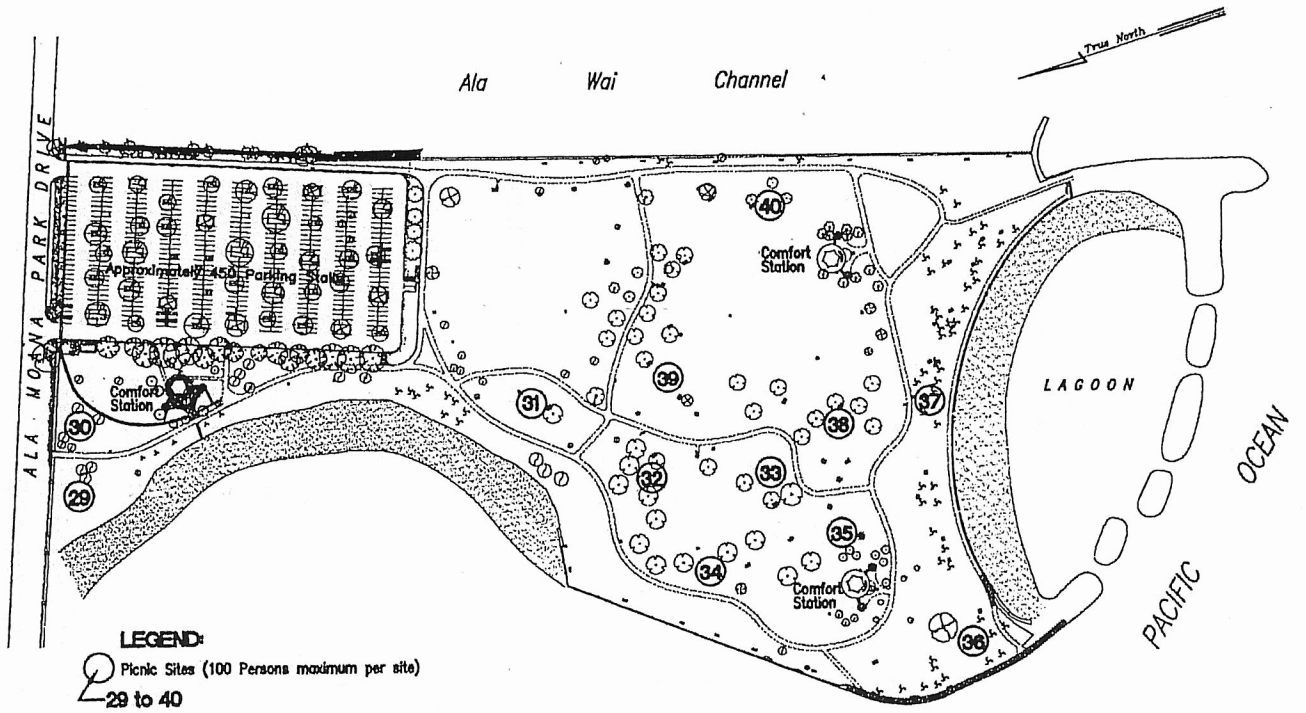 True North
Ala Wai Channel
ALA MOANA PARK DRIVE
Approximately 450 Parking Stalls
40
Comfort
Station
39
31
38
37
LAGOON
Comfort
Station
30
29
32
33
35
34
Comfort
Station
36
PACIFIC OCEAN
LEGEND:
Picnic Sites (100 Persons maximum per site)
29 to 40